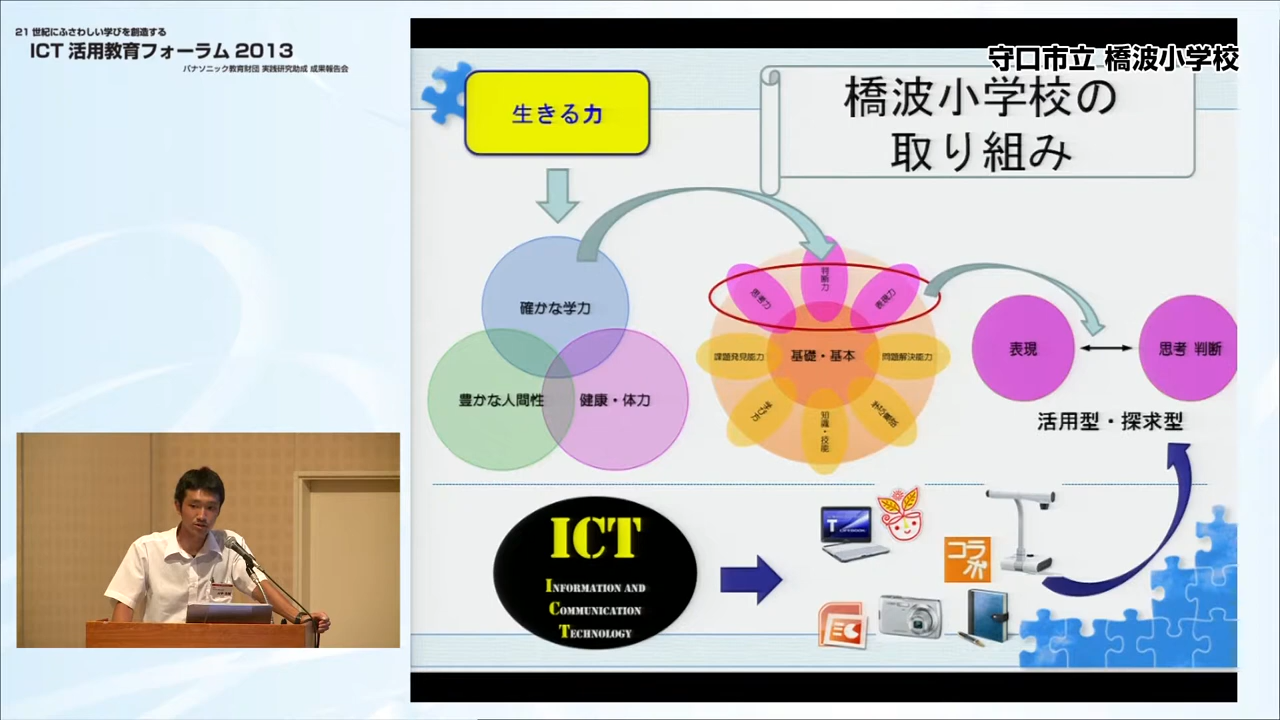 21 世紀にふさわしい学びを創造する
ICT 活用教育フォーラム 2013
パナソニック教育財団 実践研究助成 成果報告会
守口市立 橋波小学校
橋波小学校の
取り組み
生きる力
確かな学力
豊かな人間性
健康・体力
思考力
判断力
表現力
課題発見能力
基礎・基本
問題解決能力
学び方
知識・技能
学ぶ意欲
表現
思考 判断
活用型・探求型
ICT
INFORMATION AND
COMMUNICATION
TECHNOLOGY
T
コラ
ボ